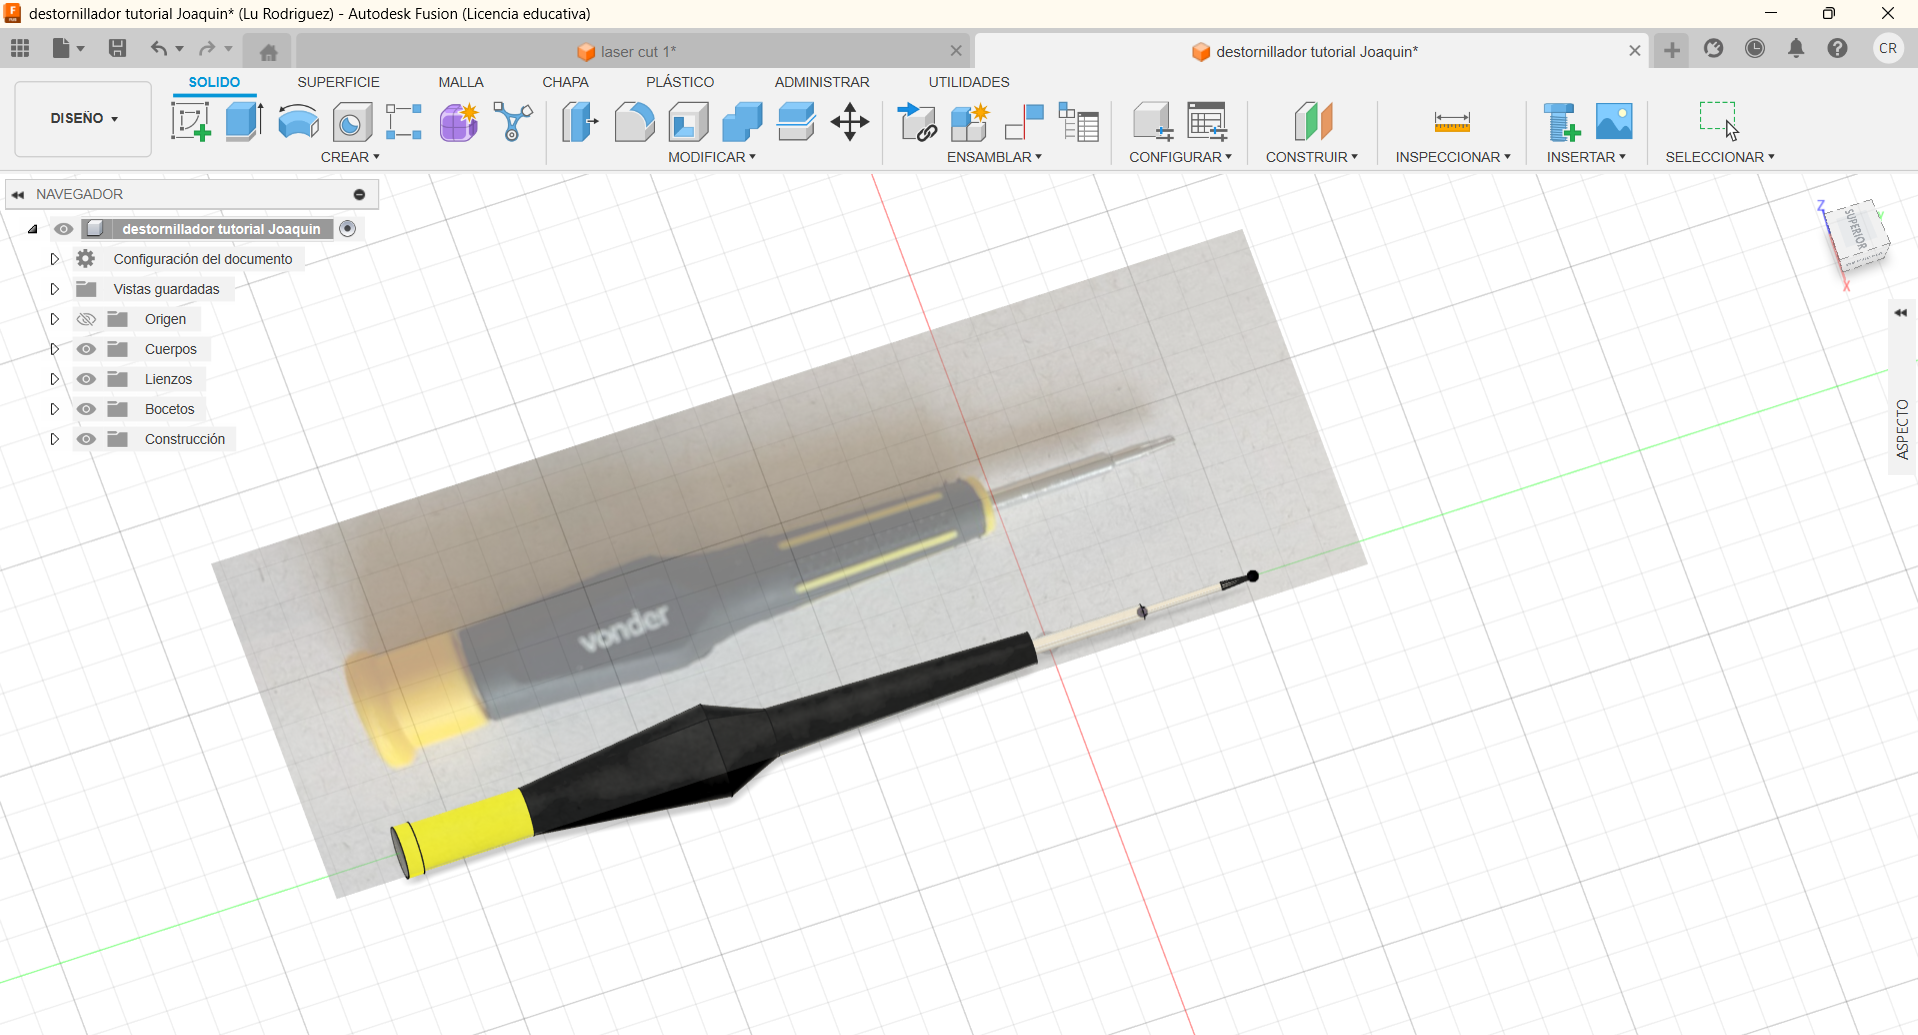 destornillador tutorial Joaquin* (Lu Rodriguez) - Autodesk Fusion (Licencia educativa)
laser cut 1*
destornillador tutorial Joaquin*
CR
SOLIDO SUPERFICIE MALLA CHAPA PLÁSTICO ADMINISTRAR UTILIDADES
DISEÑO
CREAR MODIFICAR ENSAMBLAR CONFIGURAR CONSTRUIR INSPECCIONAR INSERTAR SELECCIONAR
NAVEGADOR
destornillador tutorial Joaquin
Configuración del documento
Vistas guardadas
Origen
Cuerpos
Lienzos
Bocetos
Construcción
Z
SUPERIOR
X
ASPECTO
vonder